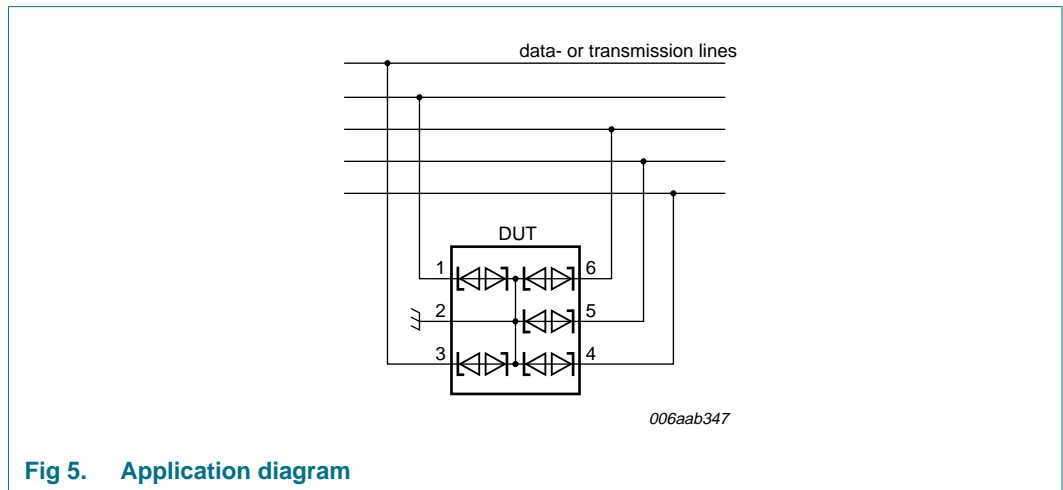 data- or transmission lines
DUT
1 6
2 5
3 4
006aab347
Fig 5. Application diagram